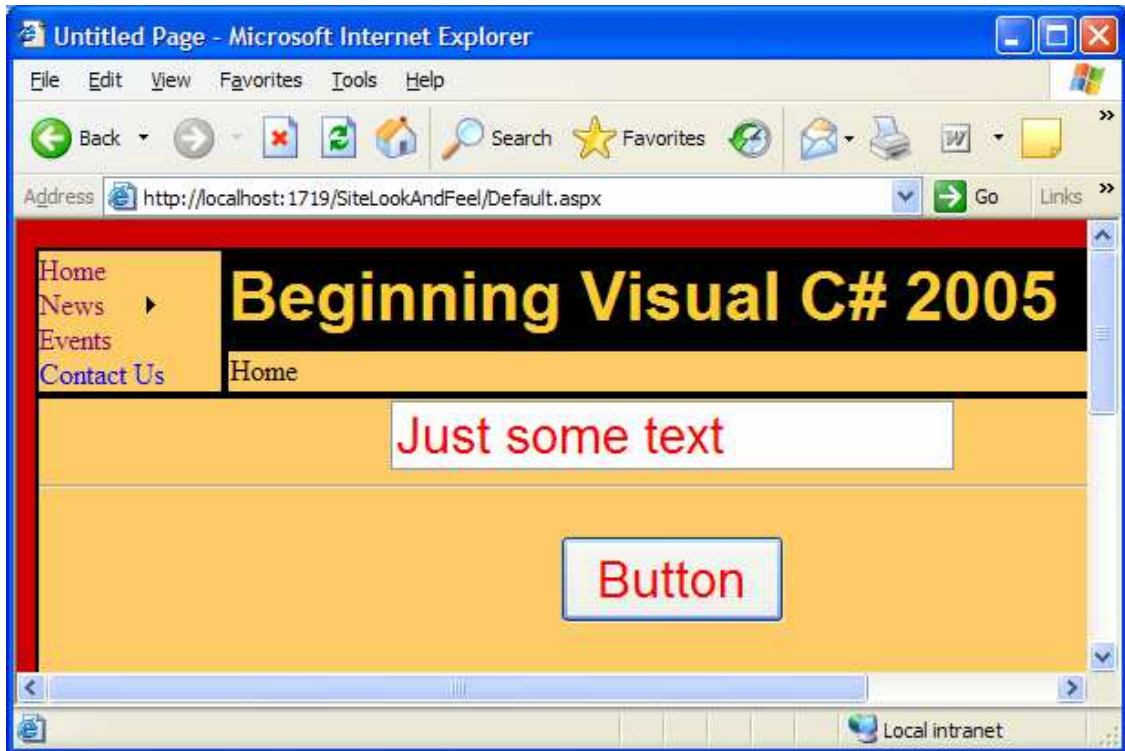 Untitled Page - Microsoft Internet Explorer
File Edit View Favorites Tools Help
Back Search Favorites »
Address http://localhost:1719/SiteLookAndFeel/Default.aspx Go Links »
Home
News
Events
Contact Us
Beginning Visual C# 2005
Home
Just some text
Button
Local intranet